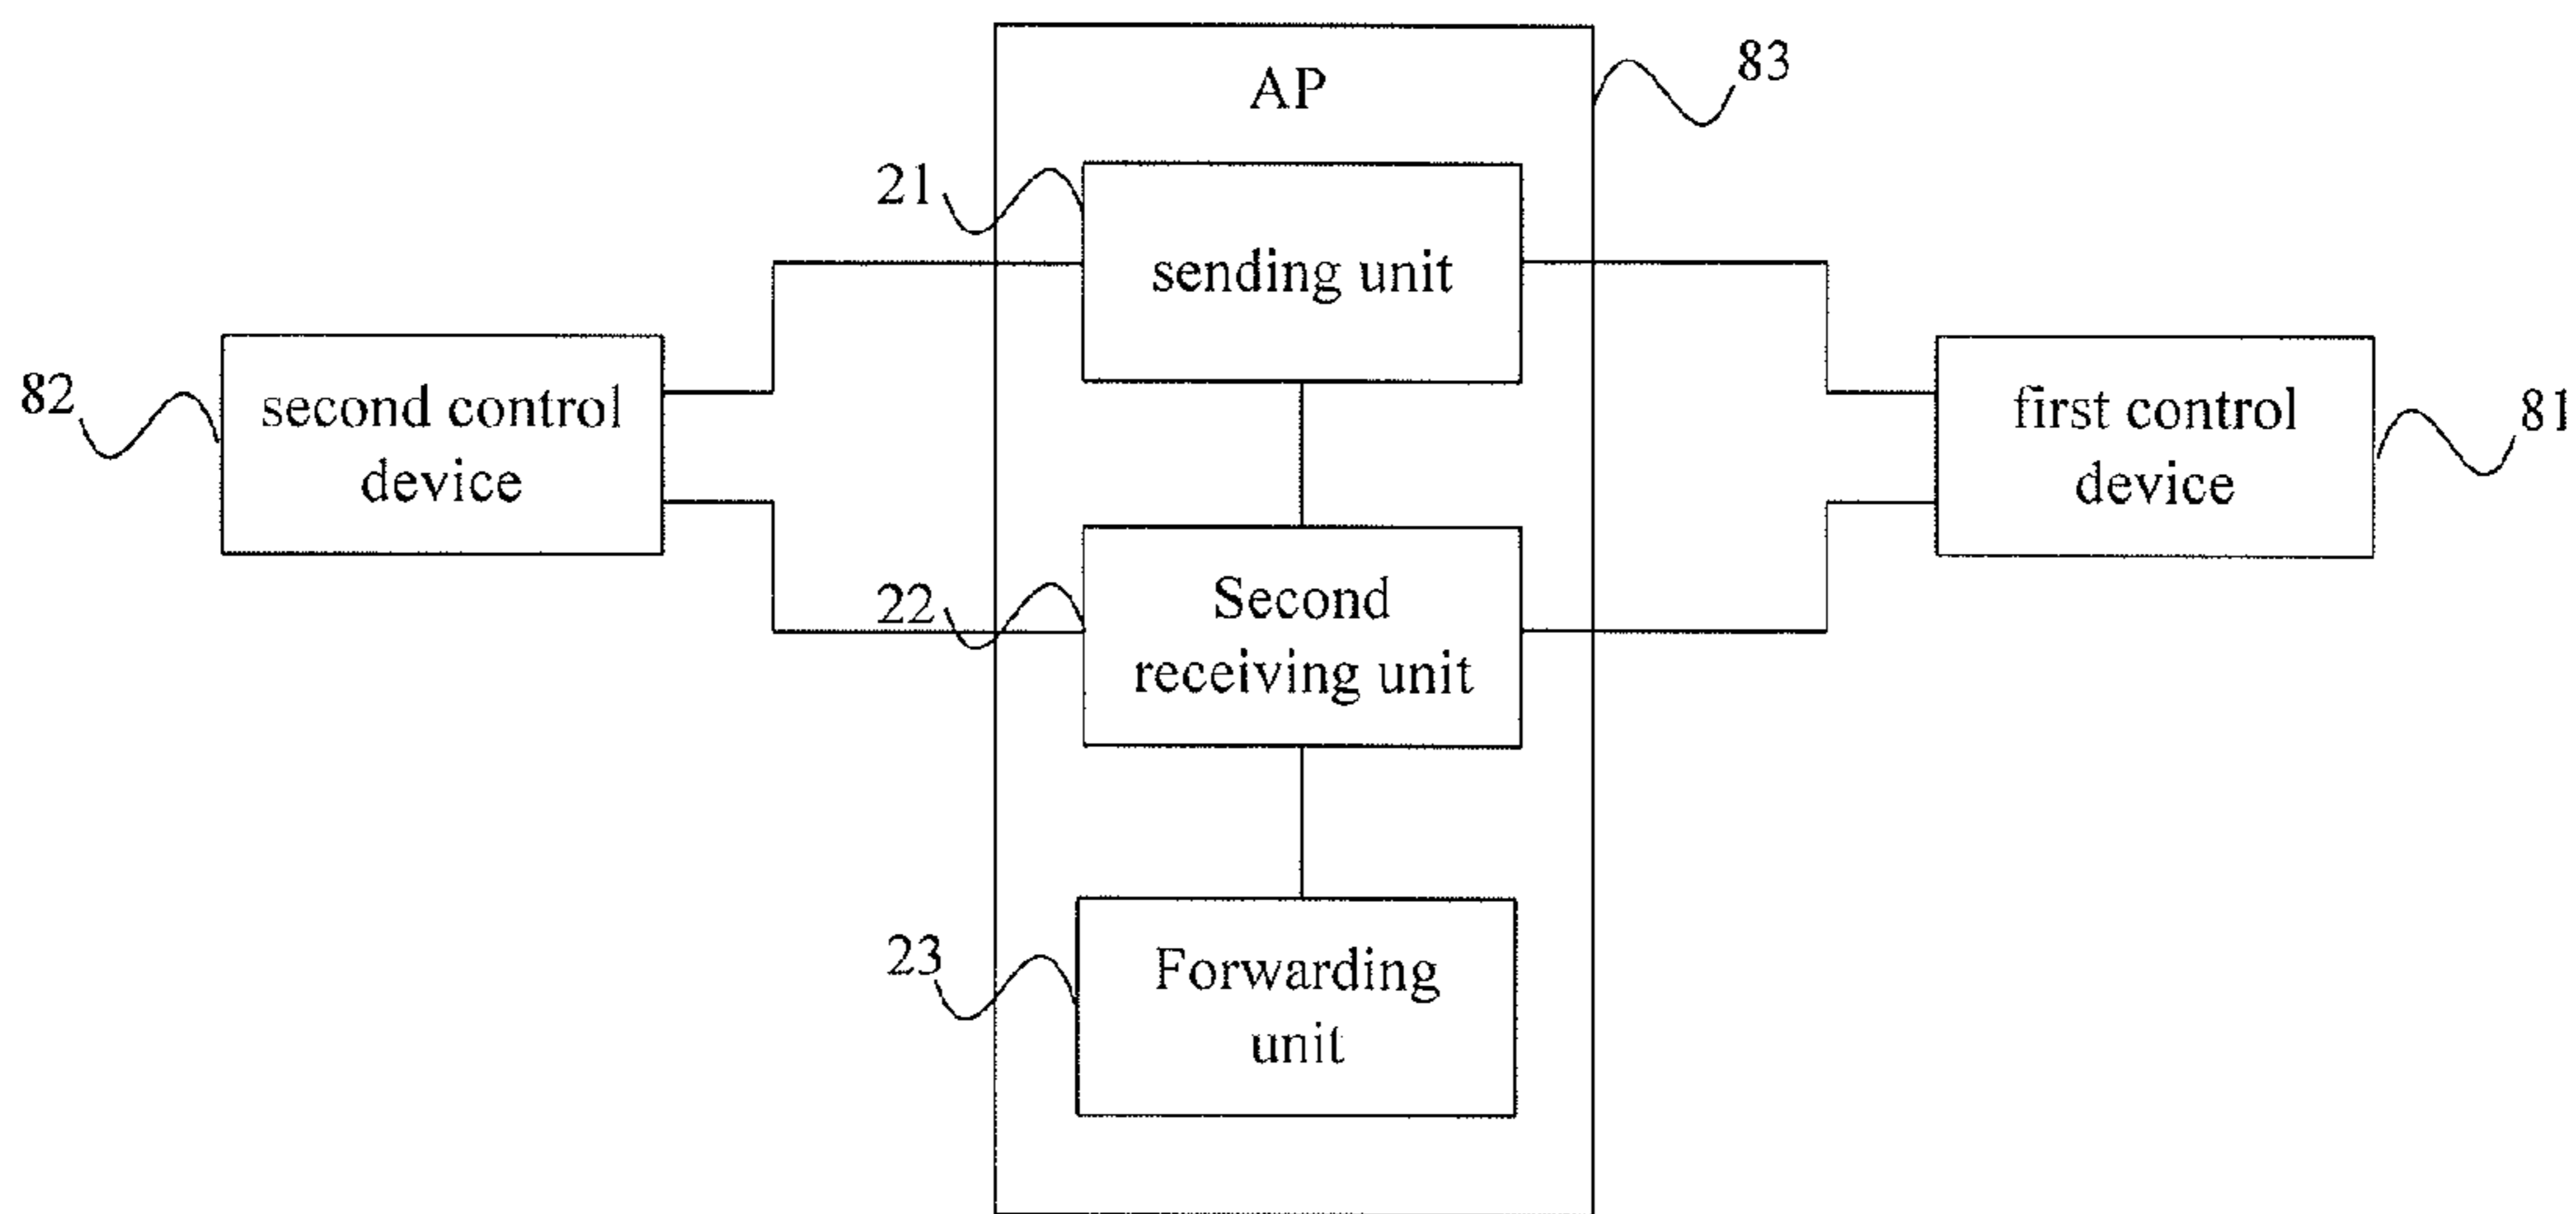 AP
83
21
sending unit
82
second control
device
first control
device
81
22
Second
receiving unit
23
Forwarding
unit